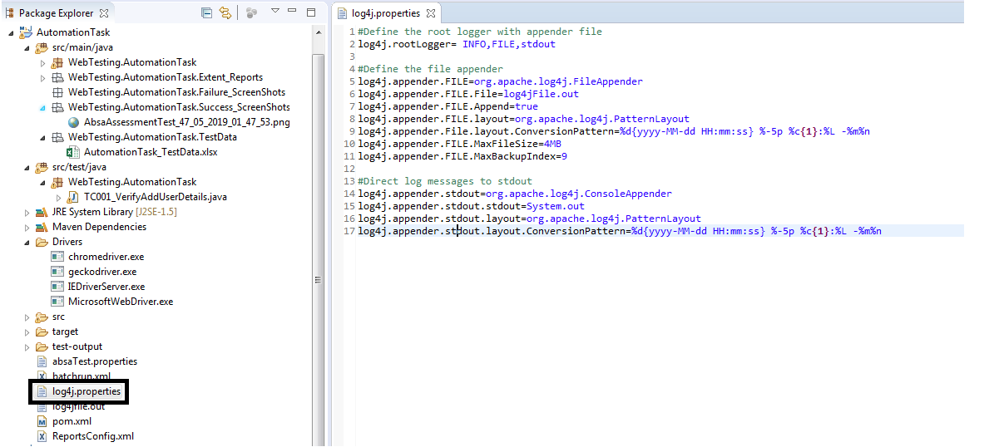 Package Explorer
AutomationTask
src/main/java
WebTesting.AutomationTask
WebTesting.AutomationTask.Extent_Reports
WebTesting.AutomationTask.Failure_ScreenShots
WebTesting.AutomationTask.Success_ScreenShots
AbsaAssessmentTest_47_05_2019_01_47_53.png
WebTesting.AutomationTask.TestData
AutomationTask_TestData.xlsx
src/test/java
WebTesting.AutomationTask
TC001_VerifyAddUserDetails.java
JRE System Library [J2SE-1.5]
Maven Dependencies
Drivers
chromedriver.exe
geckodriver.exe
IEDriverServer.exe
MicrosoftWebDriver.exe
src
target
test-output
absaTest.properties
batchrun.xml
log4j.properties
log4jfile.out
pom.xml
ReportsConfig.xml
log4j.properties
1 #Define the root logger with appender file
2 log4j.rootLogger= INFO,FILE,stdout
3
4 #Define the file appender
5 log4j.appender.FILE=org.apache.log4j.FileAppender
6 log4j.appender.FILE.File=log4jFile.out
7 log4j.appender.FILE.Append=true
8 log4j.appender.FILE.layout=org.apache.log4j.PatternLayout
9 log4j.appender.File.layout.ConversionPattern=%d{yyyy-MM-dd HH:mm:ss} %-5p %c{1}:%L -%m%n
10 log4j.appender.FILE.MaxFileSize=4MB
11 log4j.appender.FILE.MaxBackupIndex=9
12
13 #Direct log messages to stdout
14 log4j.appender.stdout=org.apache.log4j.ConsoleAppender
15 log4j.appender.stdout.stdout=System.out
16 log4j.appender.stdout.layout=org.apache.log4j.PatternLayout
17 log4j.appender.stdout.layout.ConversionPattern=%d{yyyy-MM-dd HH:mm:ss} %-5p %c{1}:%L -%m%n